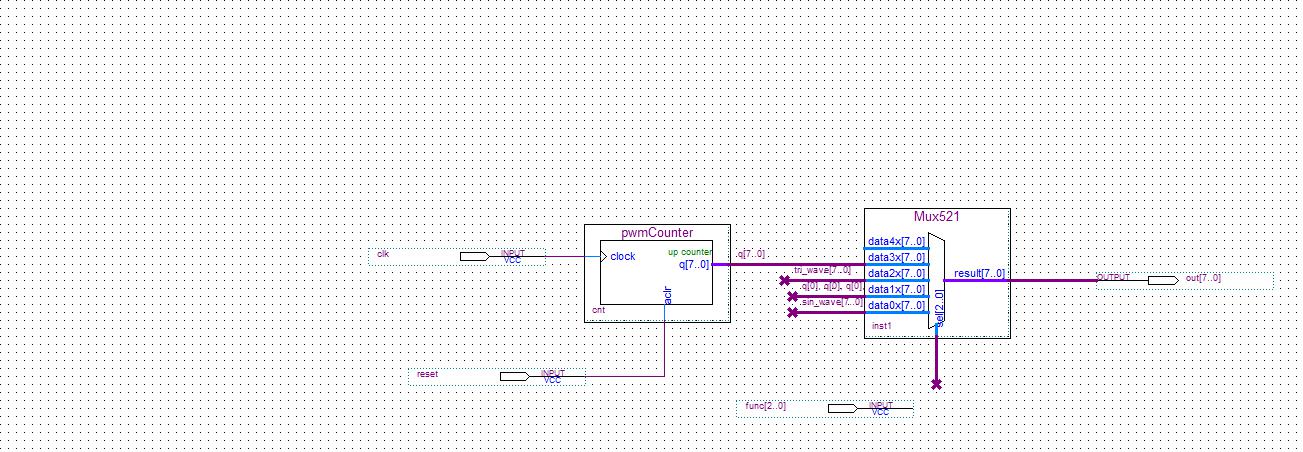 Mux521
pwmCounter
data4x[7..0]
clk
INPUT
VCC
clock
up counter
q[7..0]
q[7..0]
data3x[7..0]
tri_wave[7..0]
data2x[7..0]
result[7..0]
OUTPUT
out[7..0]
q[0], q[0], q[0]
data1x[7..0]
sin_wave[7..0]
data0x[7..0]
sel[2..0]
aclr
cnt
inst1
reset
INPUT
VCC
func[2..0]
INPUT
VCC